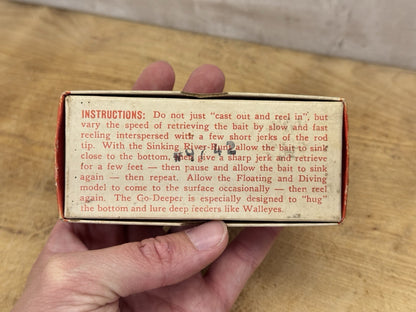 INSTRUCTIONS: Do not just "cast out and reel in", but
vary the speed of retrieving the bait by slow and fast
reeling interspersed with a few short jerks of the rod
tip. With the Sinking River-Runt allow the bait to sink
close to the bottom, then give a sharp jerk and retrieve
for a few feet — then pause and allow the bait to sink
again — then repeat. Allow the Floating and Diving
model to come to the surface occasionally — then reel
again. The Go-Deeper is especially designed to "hug"
the bottom and lure deep feeders like Walleyes.